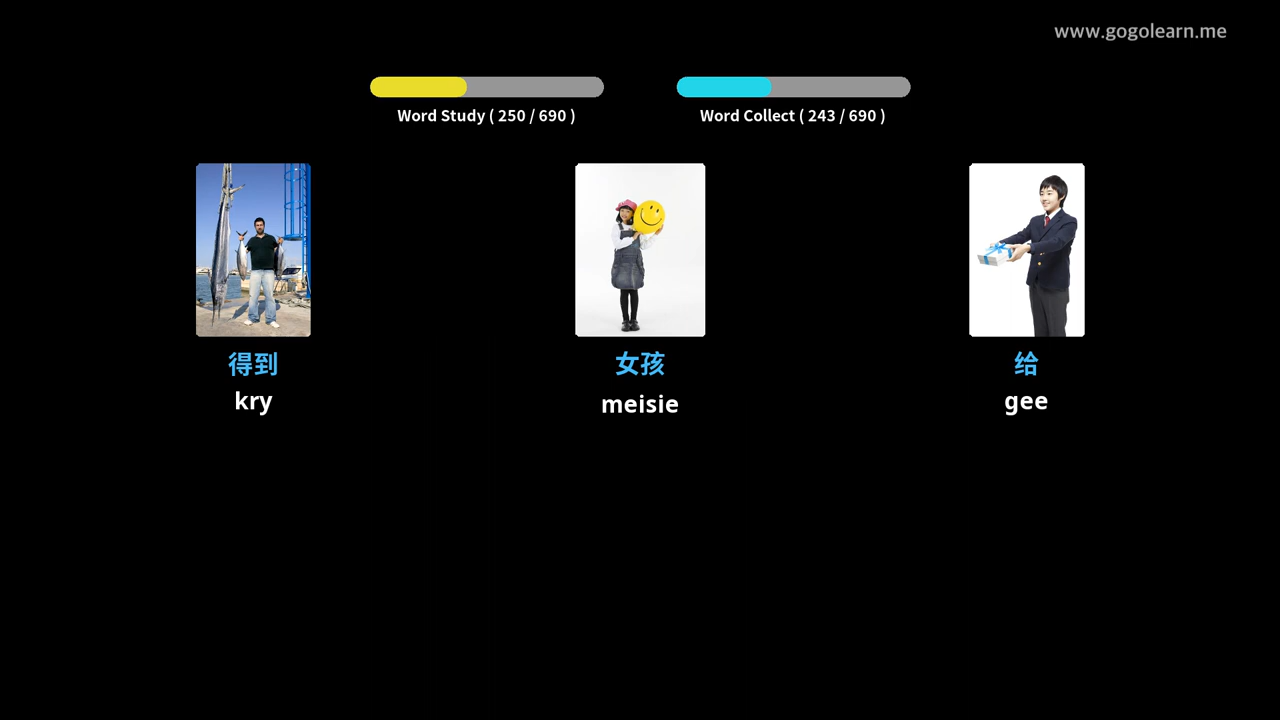 www.gogolearn.me
Word Study ( 250 / 690 )
Word Collect ( 243 / 690 )
得到
kry
女孩
meisie
给
gee